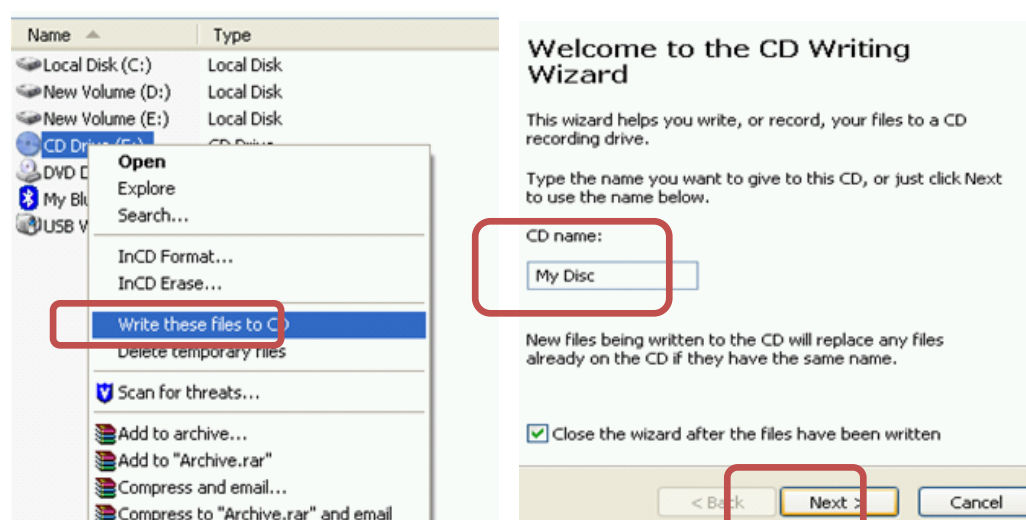 Name Type
Local Disk (C:) Local Disk
New Volume (D:) Local Disk
New Volume (E:) Local Disk
CD
DVD
My
USB
Open
Explore
Search...
InCD Format...
InCD Erase...
Write these files to CD
Delete temporary files
Scan for threats...
Add to archive...
Add to "Archive.rar"
Compress and email...
Compress to "Archive.rar" and email
Welcome to the CD Writing
Wizard
This wizard helps you write, or record, your files to a CD
recording drive.
Type the name you want to give to this CD, or just click Next
to use the name below.
CD name:
My Disc
New files being written to the CD will replace any files
already on the CD if they have the same name.
Close the wizard after the files have been written
< Back Next > Cancel